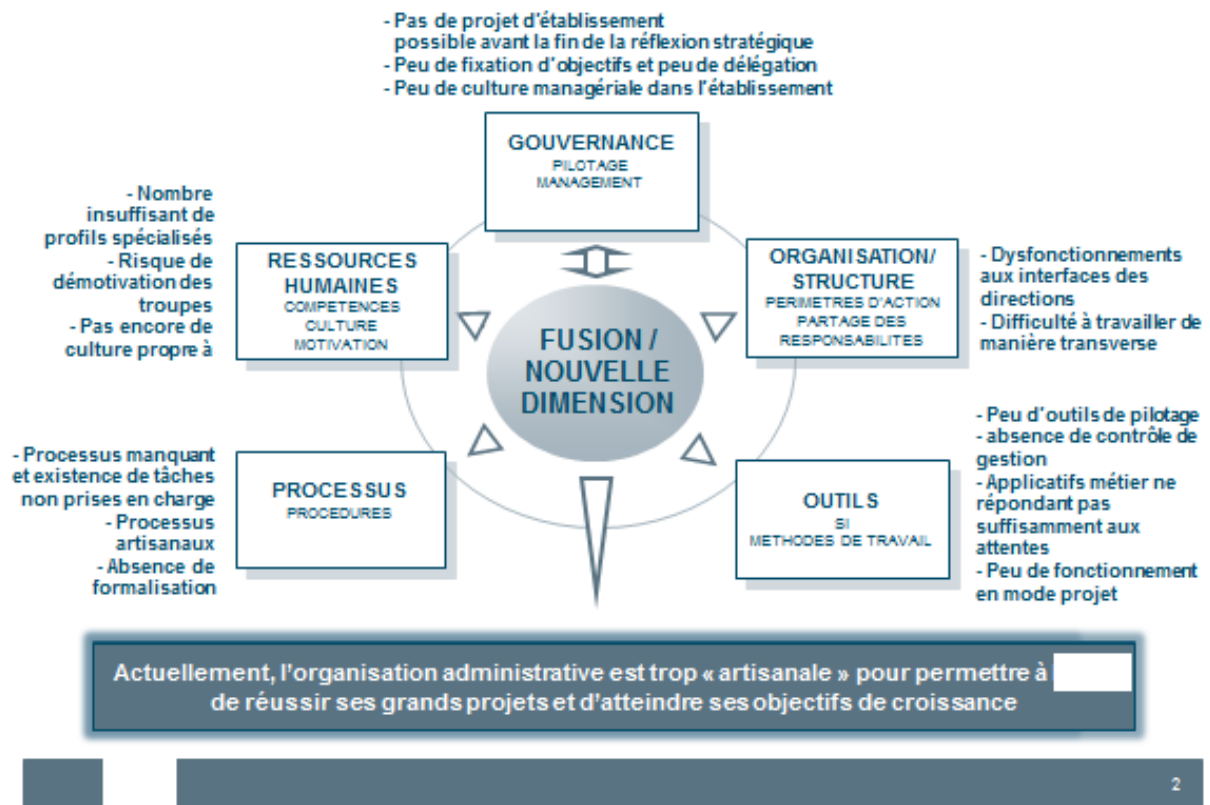 - Pas de projet d'établissement
possible avant la fin de la réflexion stratégique
- Peu de fixation d'objectifs et peu de délégation
- Peu de culture managériale dans l'établissement
GOUVERNANCE
PILOTAGE
MANAGEMENT
- Nombre
insuffisant de
profils spécialisés
- Risque de
démotivation des
troupes
- Pas encore de
culture propre à
RESSOURCES
HUMAINES
COMPETENCES
CULTURE
MOTIVATION
ORGANISATION/
STRUCTURE
PERIMETRES D'ACTION
PARTAGE DES
RESPONSABILITES
- Dysfonctionnements
aux interfaces des
directions
- Difficulté à travailler de
manière transverse
FUSION /
NOUVELLE
DIMENSION
- Processus manquant
et existence de tâches
non prises en charge
- Processus
artisanaux
- Absence de
formalisation
PROCESSUS
PROCEDURES
OUTILS
SI
METHODES DE TRAVAIL
- Peu d'outils de pilotage
- absence de contrôle de
gestion
- Applicatifs métier ne
répondant pas
suffisamment aux
attentes
- Peu de fonctionnement
en mode projet
Actuellement, l'organisation administrative est trop « artisanale » pour permettre à
de réussir ses grands projets et d'atteindre ses objectifs de croissance
2